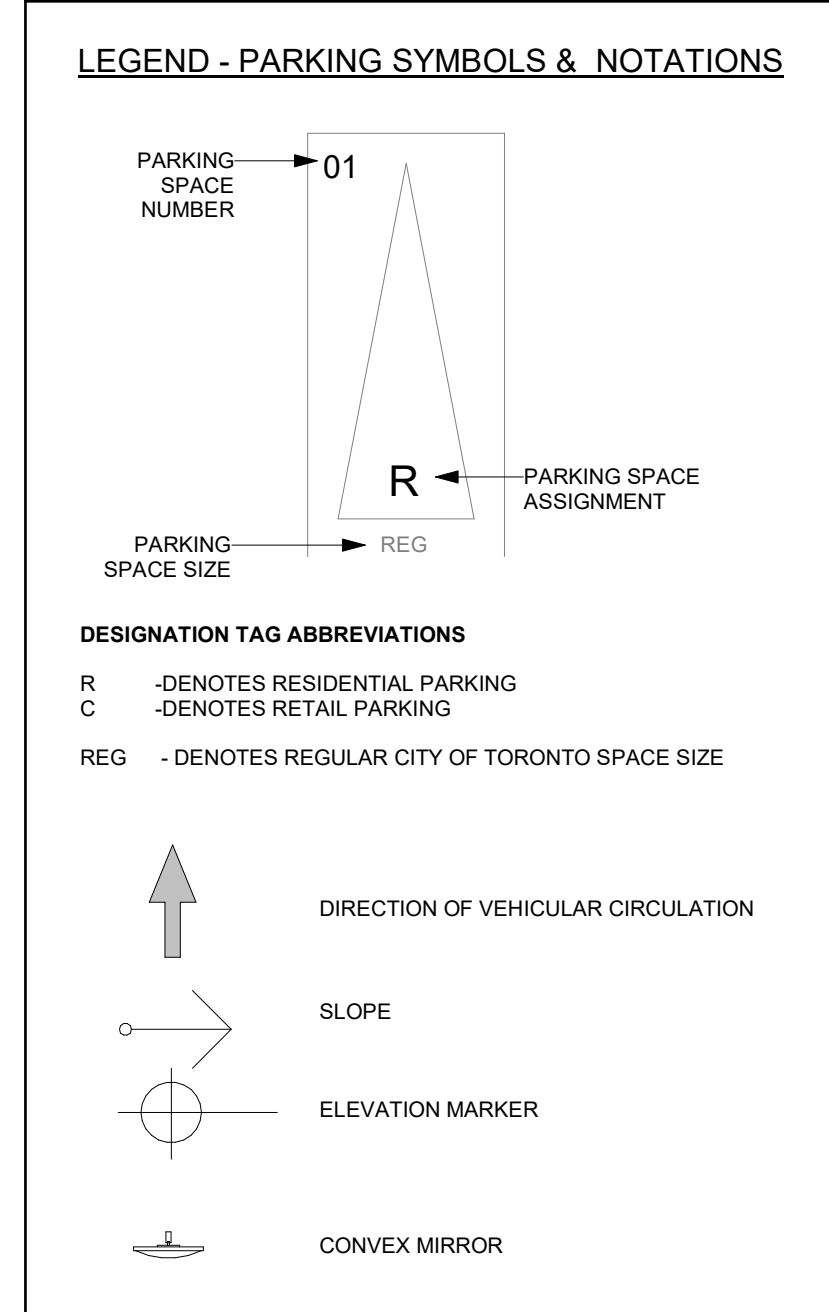 LEGEND - PARKING SYMBOLS & NOTATIONS
PARKING
SPACE
NUMBER
01
R
PARKING SPACE
ASSIGNMENT
PARKING
SPACE SIZE
REG
DESIGNATION TAG ABBREVIATIONS
R -DENOTES RESIDENTIAL PARKING
C -DENOTES RETAIL PARKING
REG - DENOTES REGULAR CITY OF TORONTO SPACE SIZE
DIRECTION OF VEHICULAR CIRCULATION
SLOPE
ELEVATION MARKER
CONVEX MIRROR